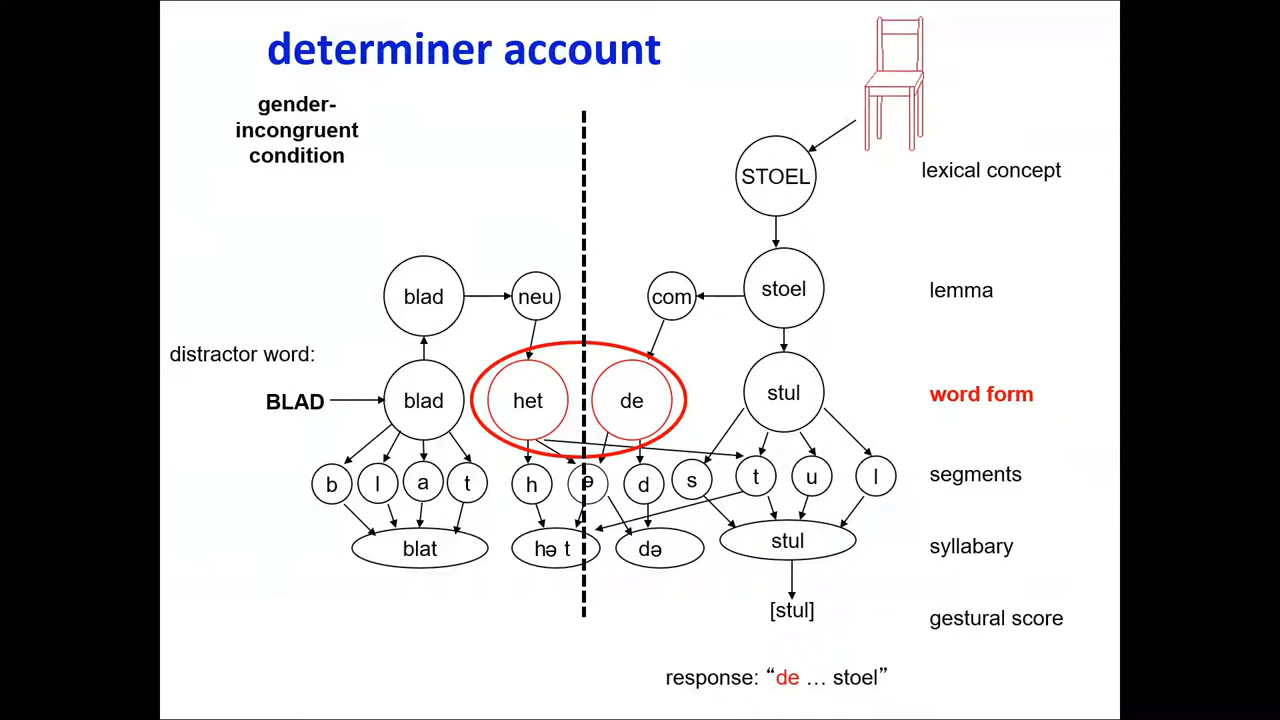 determiner account
gender-
incongruent
condition
STOEL
lexical concept
blad
neu
com
stoel
lemma
distractor word:
BLAD
blad
het
de
stul
word form
b
l
a
t
h
ə
d
s
t
u
l
segments
blat
hə t
də
stul
syllabary
[stul]
gestural score
response: “de … stoel”